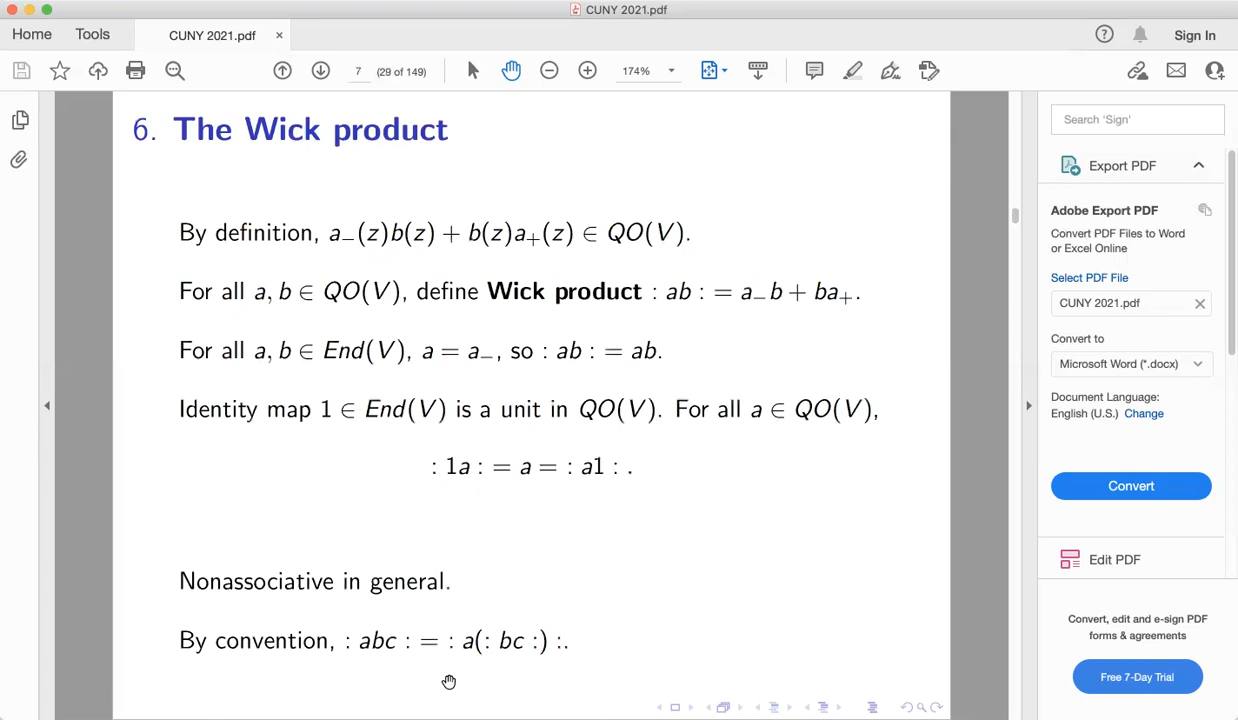 CUNY 2021.pdf
Home Tools CUNY 2021.pdf × Sign In
7 (29 of 149) 174%
6. The Wick product
By definition, a₋(z)b(z) + b(z)a₊(z) ∈ QO(V).
For all a, b ∈ QO(V), define Wick product : ab : = a₋b + ba₊.
For all a, b ∈ End(V), a = a₋, so : ab : = ab.
Identity map 1 ∈ End(V) is a unit in QO(V). For all a ∈ QO(V),
: 1a : = a = : a1 : .
Nonassociative in general.
By convention, : abc : = : a(: bc :) :.
Search 'Sign'
Export PDF
Adobe Export PDF
Convert PDF Files to Word
or Excel Online
Select PDF File
CUNY 2021.pdf
Convert to
Microsoft Word (*.docx)
Document Language:
English (U.S.) Change
Convert
Edit PDF
Convert, edit and e-sign PDF
forms & agreements
Free 7-Day Trial